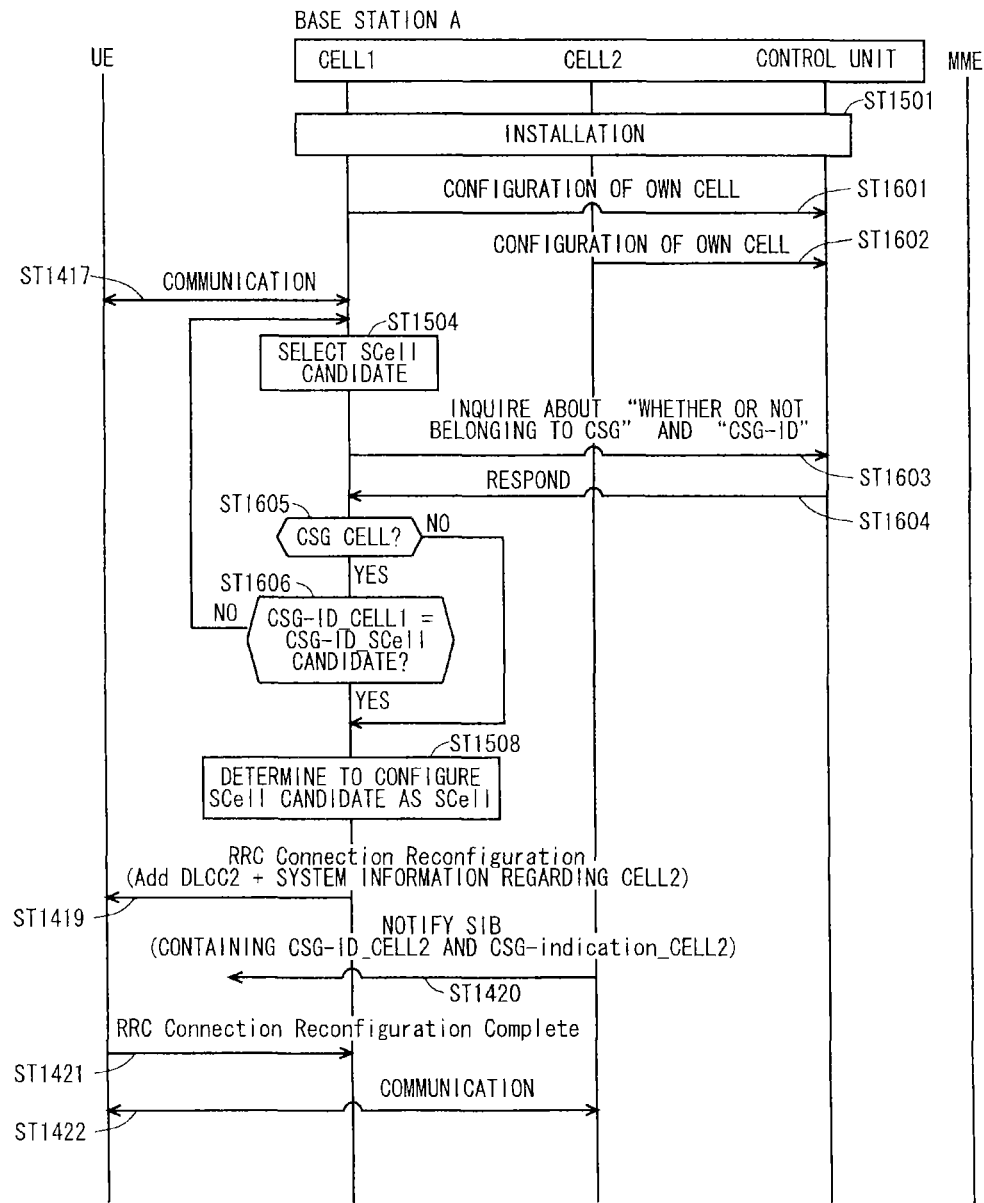 BASE STATION A
UE
CELL1
CELL2
CONTROL UNIT
MME
ST1501
INSTALLATION
CONFIGURATION OF OWN CELL
ST1601
CONFIGURATION OF OWN CELL
ST1602
ST1417
COMMUNICATION
ST1504
SELECT SCell
CANDIDATE
INQUIRE ABOUT “WHETHER OR NOT
BELONGING TO CSG” AND “CSG-ID”
ST1603
RESPOND
ST1604
ST1605
CSG CELL?
NO
YES
ST1606
NO
CSG-ID_CELL1 =
CSG-ID_SCell
CANDIDATE?
YES
ST1508
DETERMINE TO CONFIGURE
SCell CANDIDATE AS SCell
RRC Connection Reconfiguration
(Add DLCC2 + SYSTEM INFORMATION REGARDING CELL2)
ST1419
NOTIFY SIB
(CONTAINING CSG-ID_CELL2 AND CSG-indication_CELL2)
ST1420
RRC Connection Reconfiguration Complete
ST1421
COMMUNICATION
ST1422